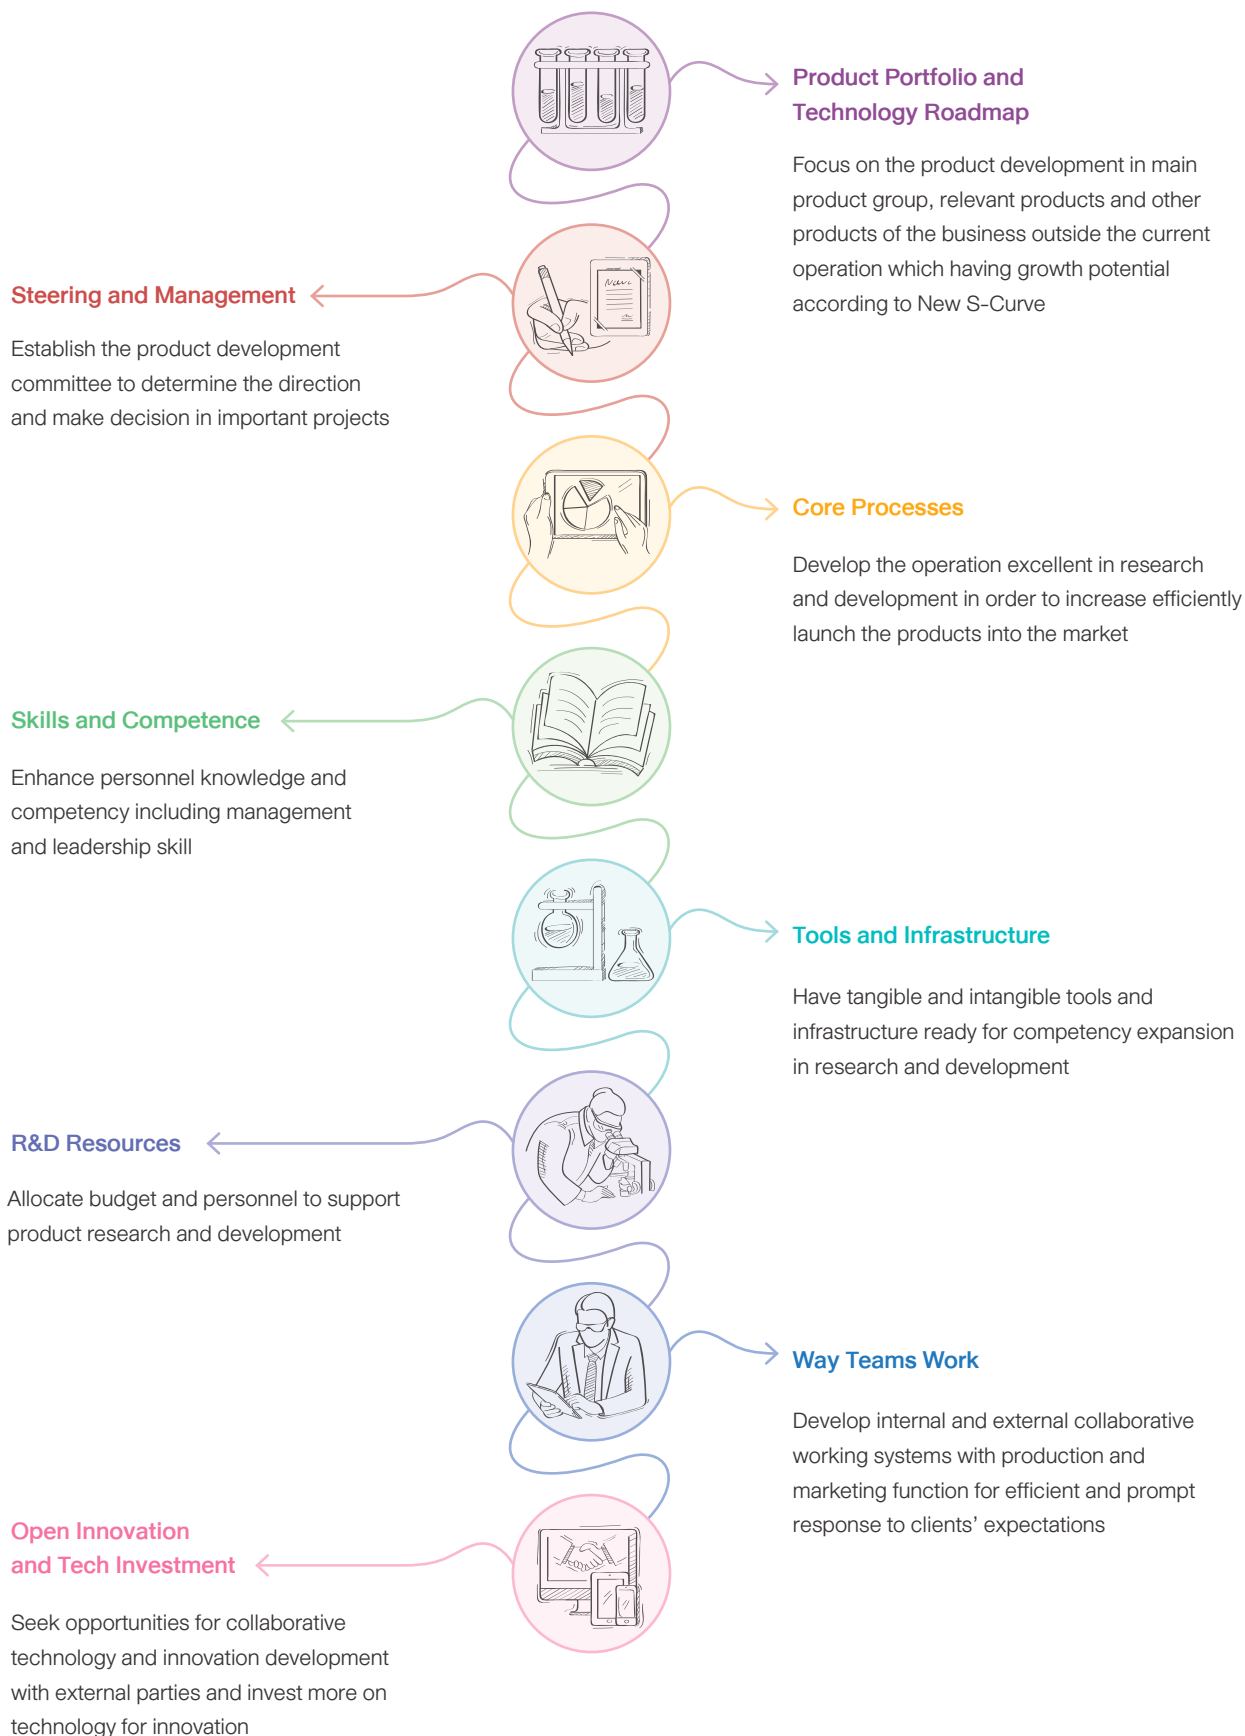 Product Portfolio and
Technology Roadmap
Focus on the product development in main
product group, relevant products and other
products of the business outside the current
operation which having growth potential
according to New S-Curve
Steering and Management
Establish the product development
committee to determine the direction
and make decision in important projects
Core Processes
Develop the operation excellent in research
and development in order to increase efficiently
launch the products into the market
Skills and Competence
Enhance personnel knowledge and
competency including management
and leadership skill
Tools and Infrastructure
Have tangible and intangible tools and
infrastructure ready for competency expansion
in research and development
R&D Resources
Allocate budget and personnel to support
product research and development
Way Teams Work
Develop internal and external collaborative
working systems with production and
marketing function for efficient and prompt
response to clients’ expectations
Open Innovation
and Tech Investment
Seek opportunities for collaborative
technology and innovation development
with external parties and invest more on
technology for innovation